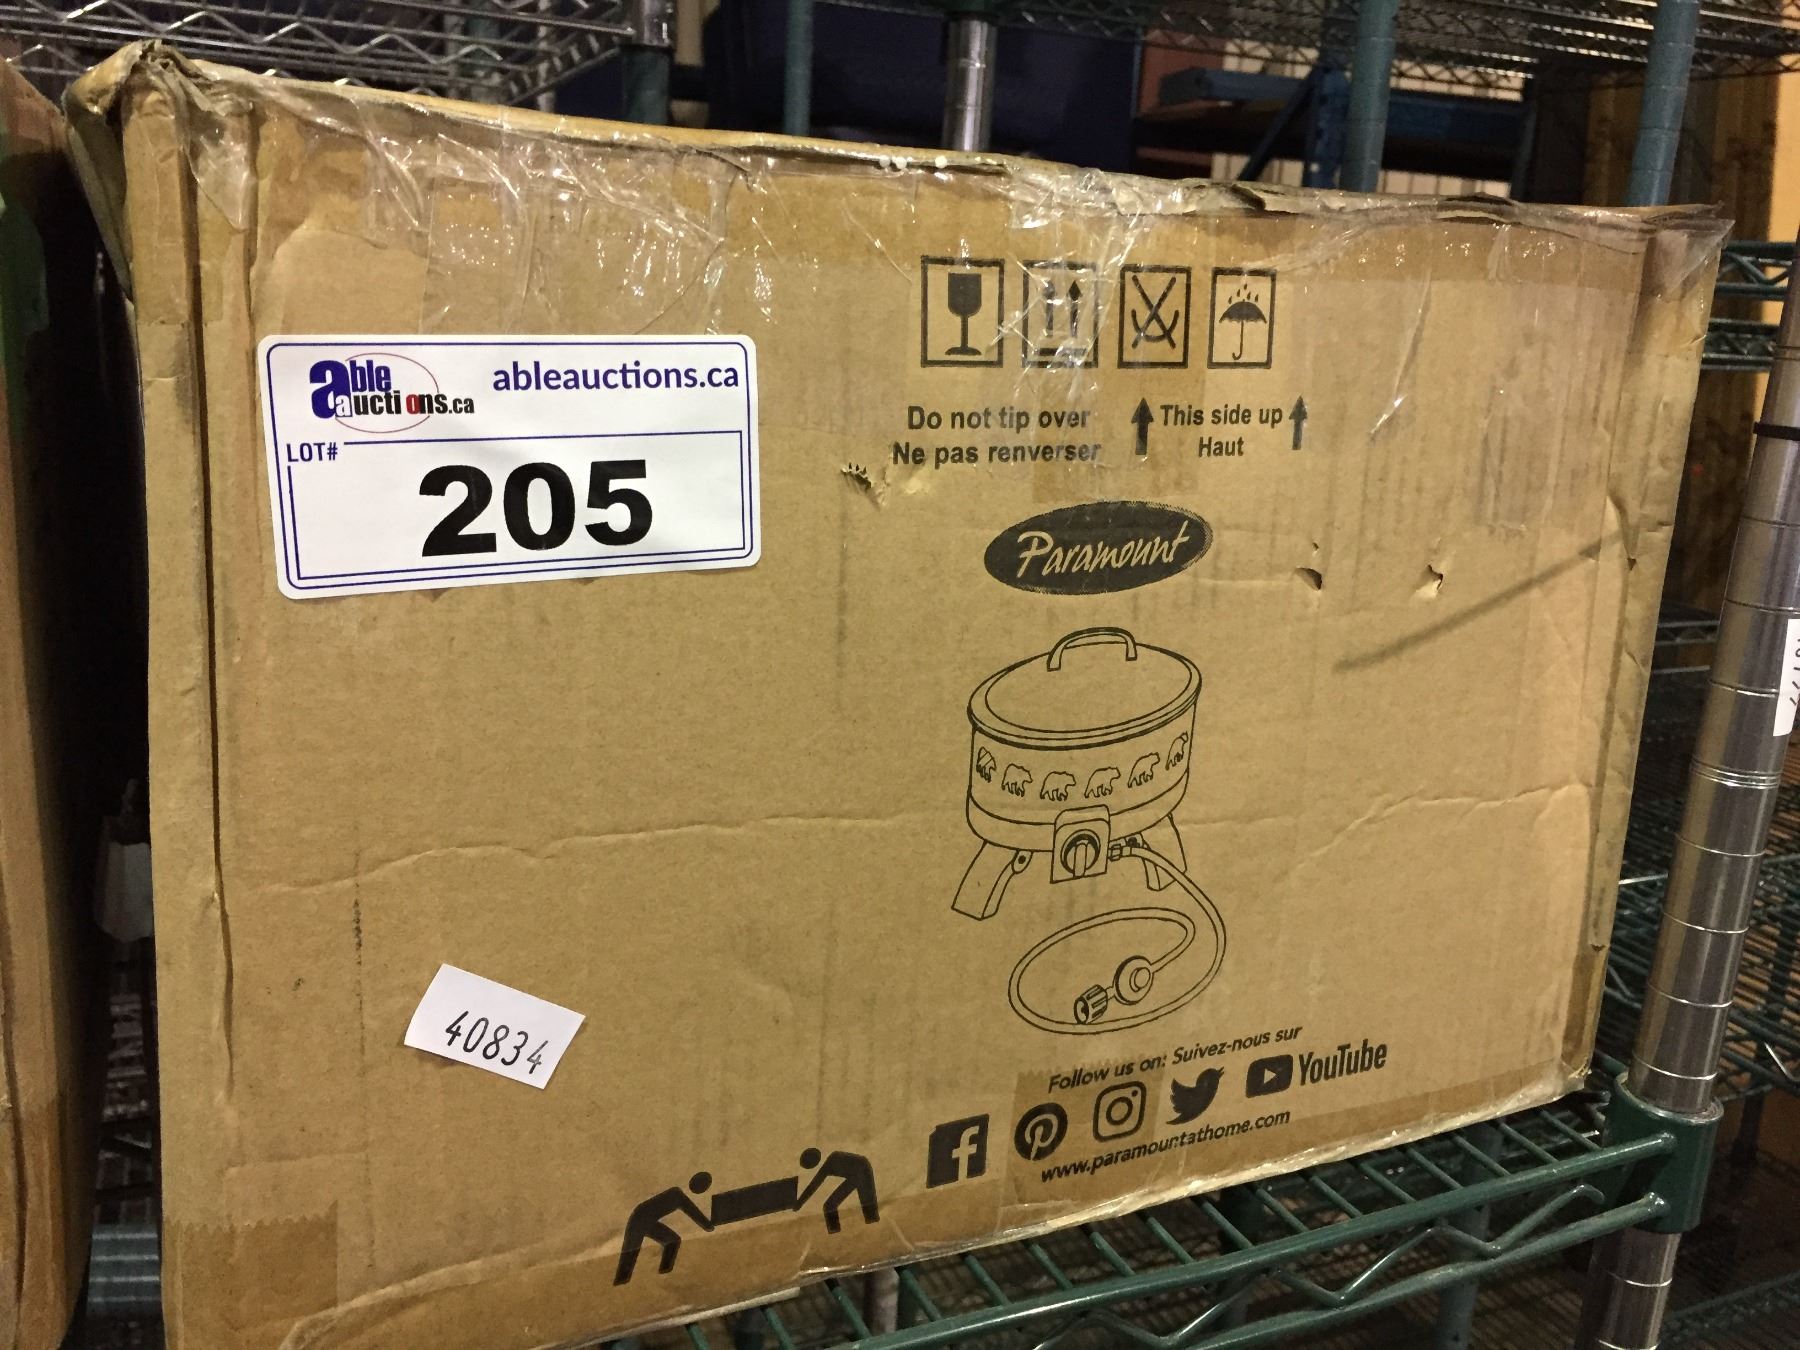 able
auctions.ca
ableauctions.ca
LOT#
205
Do not tip over
Ne pas renverser
This side up
Haut
Paramount
40834
Follow us on: Suivez-nous sur
YouTube
www.paramountathome.com